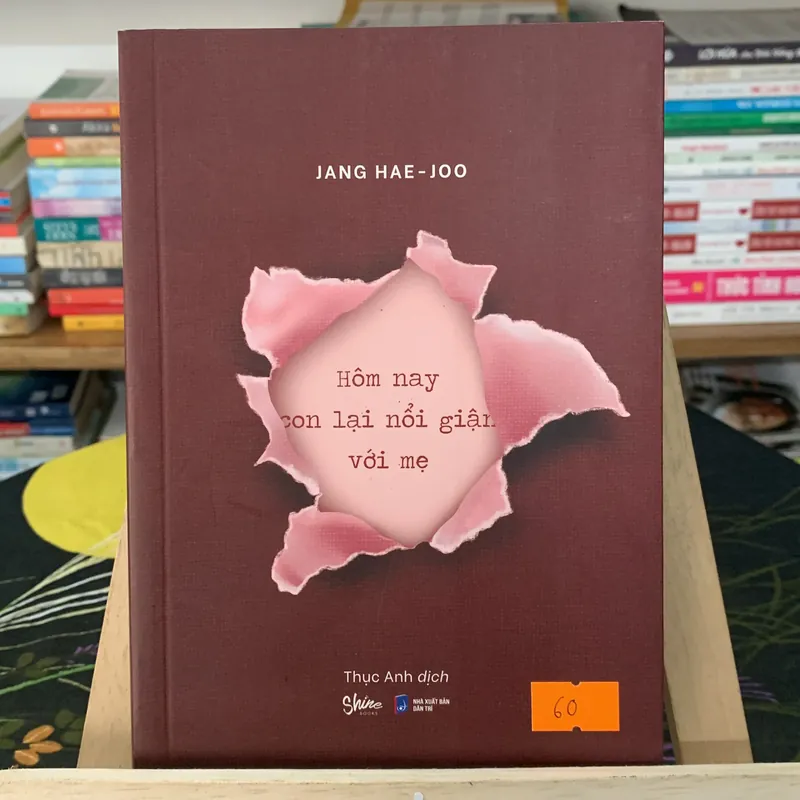 JANG HAE-JOO
Hôm nay
con lại nổi giận
với mẹ
Thục Anh dịch
Shine
BOOKS
NHÀ XUẤT BẢN
DÂN TRÍ
60